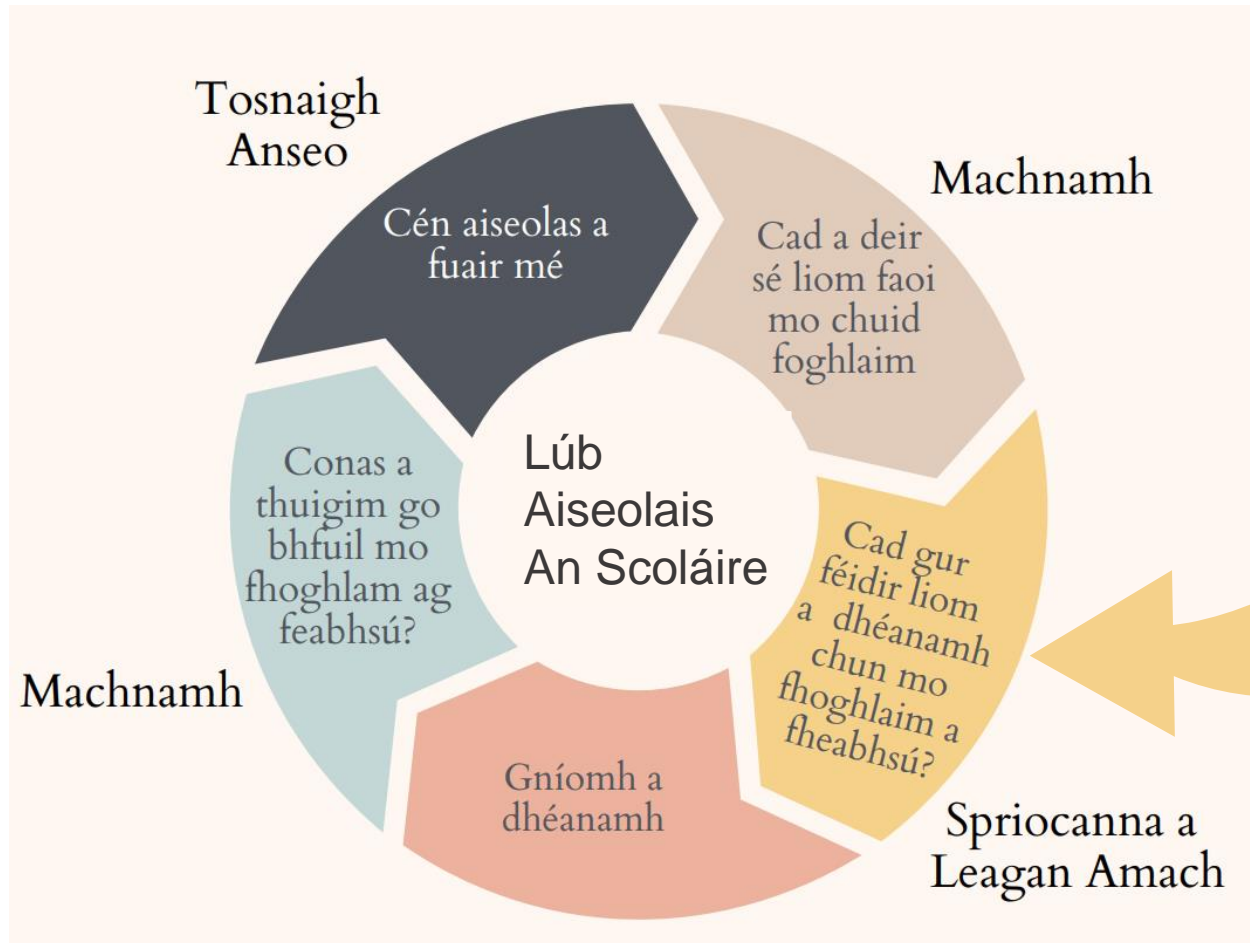 Tosnaigh
Anseo
Cén aiseolas a
fuair mé
Machnamh
Cad a deir
sé liom faoi
mo chuid
foghlaim
Cad gur
féidir liom
a dhéanamh
chun mo
fhoghlaim a
fheabhsú?
Spriocanna a
Leagan Amach
Gníomh a
dhéanamh
Conas a
thuigim go
bhfuil mo
fhoghlam ag
feabhsú?
Machnamh
Lúb
Aiseolais
An Scoláire